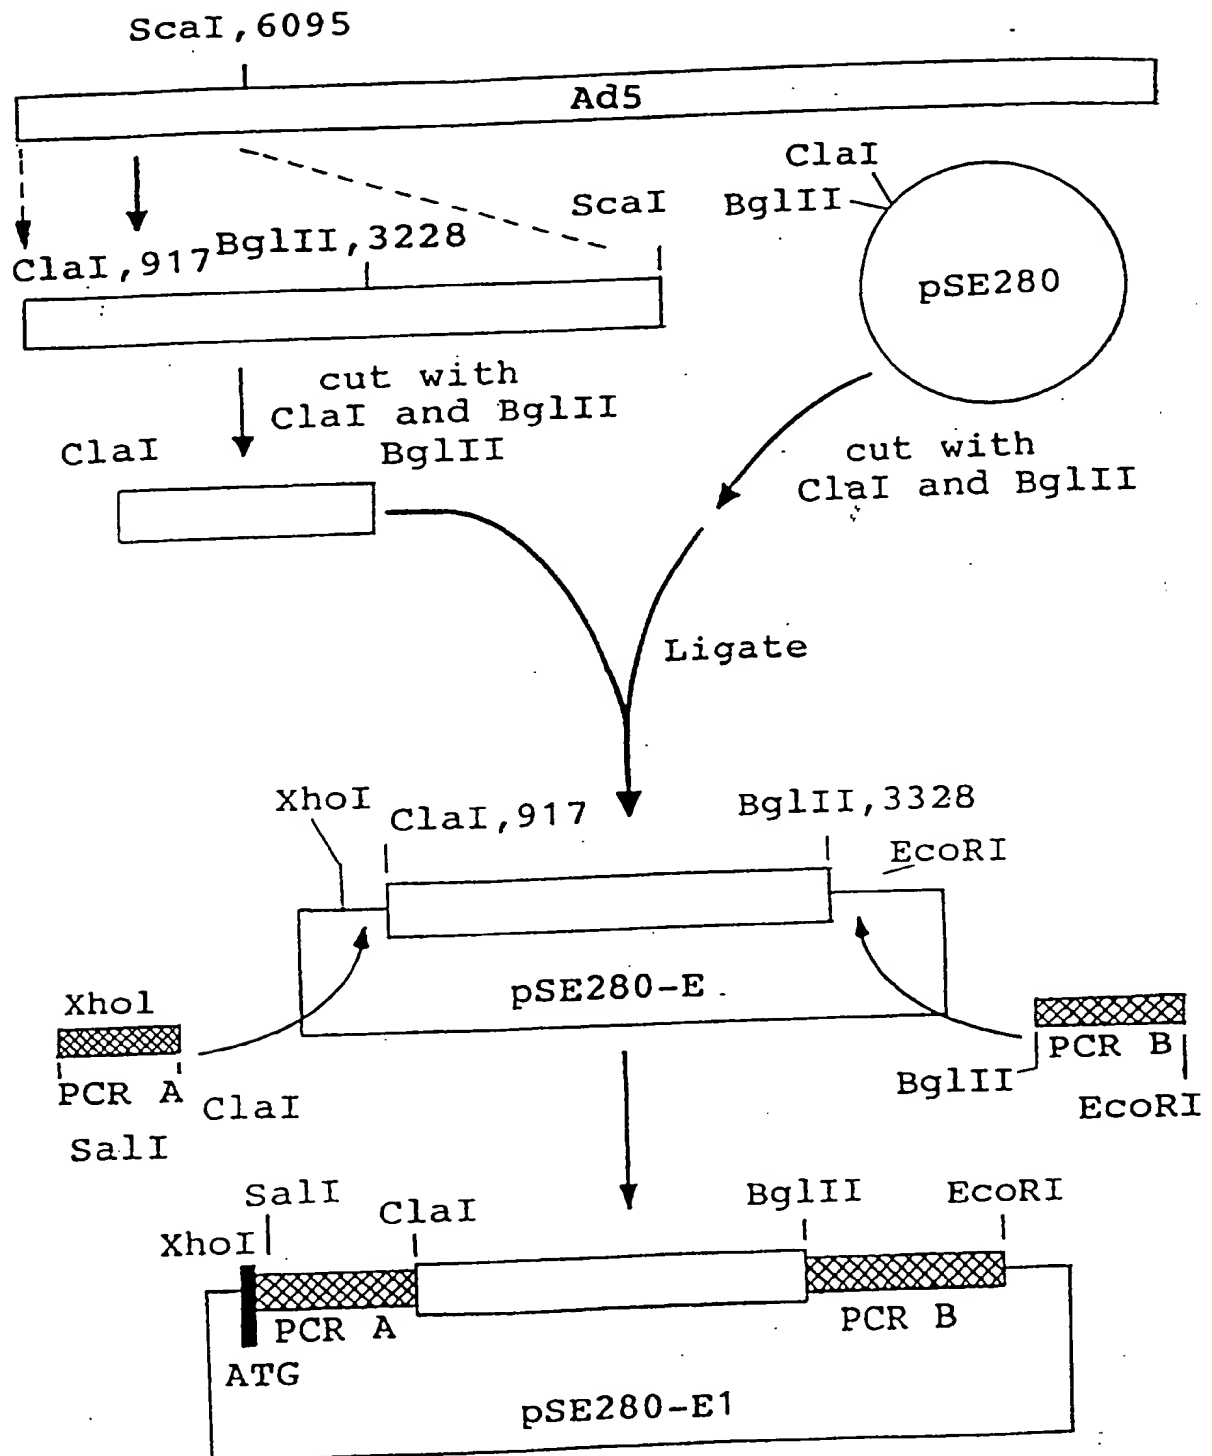 ScaI,6095
Ad5
ClaI
BglII
ScaI
BglII,3228
ClaI,917
pSE280
cut with
ClaI and BglII
ClaI
BglII
cut with
ClaI and BglII
Ligate
XhoI
ClaI,917
BglII,3328
EcoRI
pSE280-E
Xhol
PCR A
ClaI
SalI
PCR B
BglII
EcoRI
SalI
ClaI
BglII
EcoRI
XhoI
PCR A
PCR B
ATG
pSE280-E1